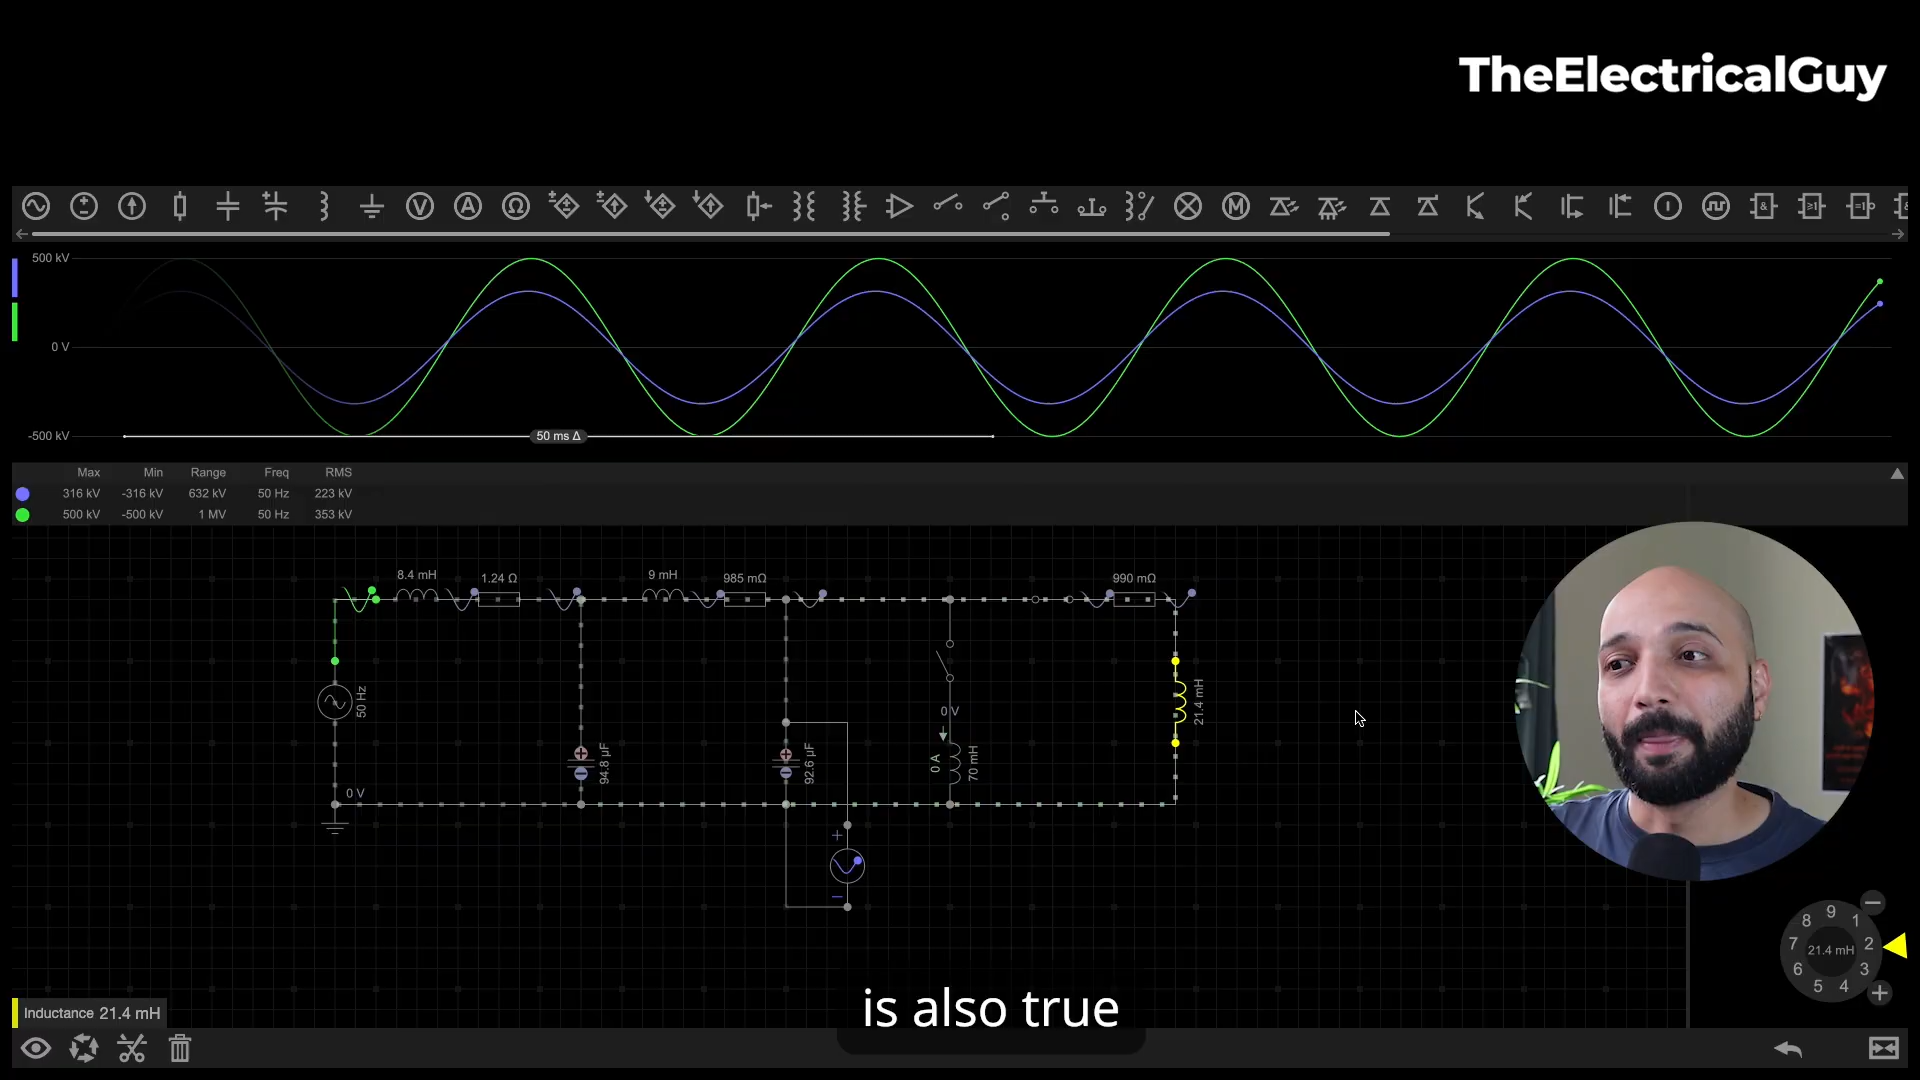 TheElectricalGuy
500 kV
0 V
-500 kV
50 ms Δ
Max Min Range Freq RMS
316 kV -316 kV 632 kV 50 Hz 223 kV
500 kV -500 kV 1 MV 50 Hz 353 kV
8.4 mH
1.24 Ω
9 mH
985 mΩ
990 mΩ
50 Hz
94.8 µF
92.6 µF
0 V
0 A
70 mH
21.4 mH
0 V
9
8 1
7 21.4 mH 2
6 3
5 4
Inductance 21.4 mH
is also true